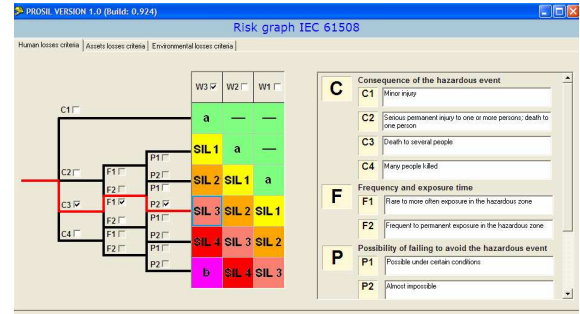 PROSIL VERSION 1.0 (Build: 0.924)
Risk graph IEC 61508
Human losses criteria Assets losses criteria Environmental losses criteria
W3 W2 W1
C1
a — —
P1
SIL 1 a —
C2 F1 P2
F2 P1
SIL 2 SIL 1 a
C3 F1 P2
SIL 3 SIL 2 SIL 1
F2 P1
C4 F1 P2
SIL 4 SIL 3 SIL 2
F2 P1
P2
b SIL 4 SIL 3
C Consequence of the hazardous event
C1 Minor injury
C2 Serious permanent injury to one or more persons; death to
one person
C3 Death to several people
C4 Many people killed
F Frequency and exposure time
F1 Rare to more often exposure in the hazardous zone
F2 Frequent to permanent exposure in the hazardous zone
P Possibility of failing to avoid the hazardous event
P1 Possible under certain conditions
P2 Almost impossible